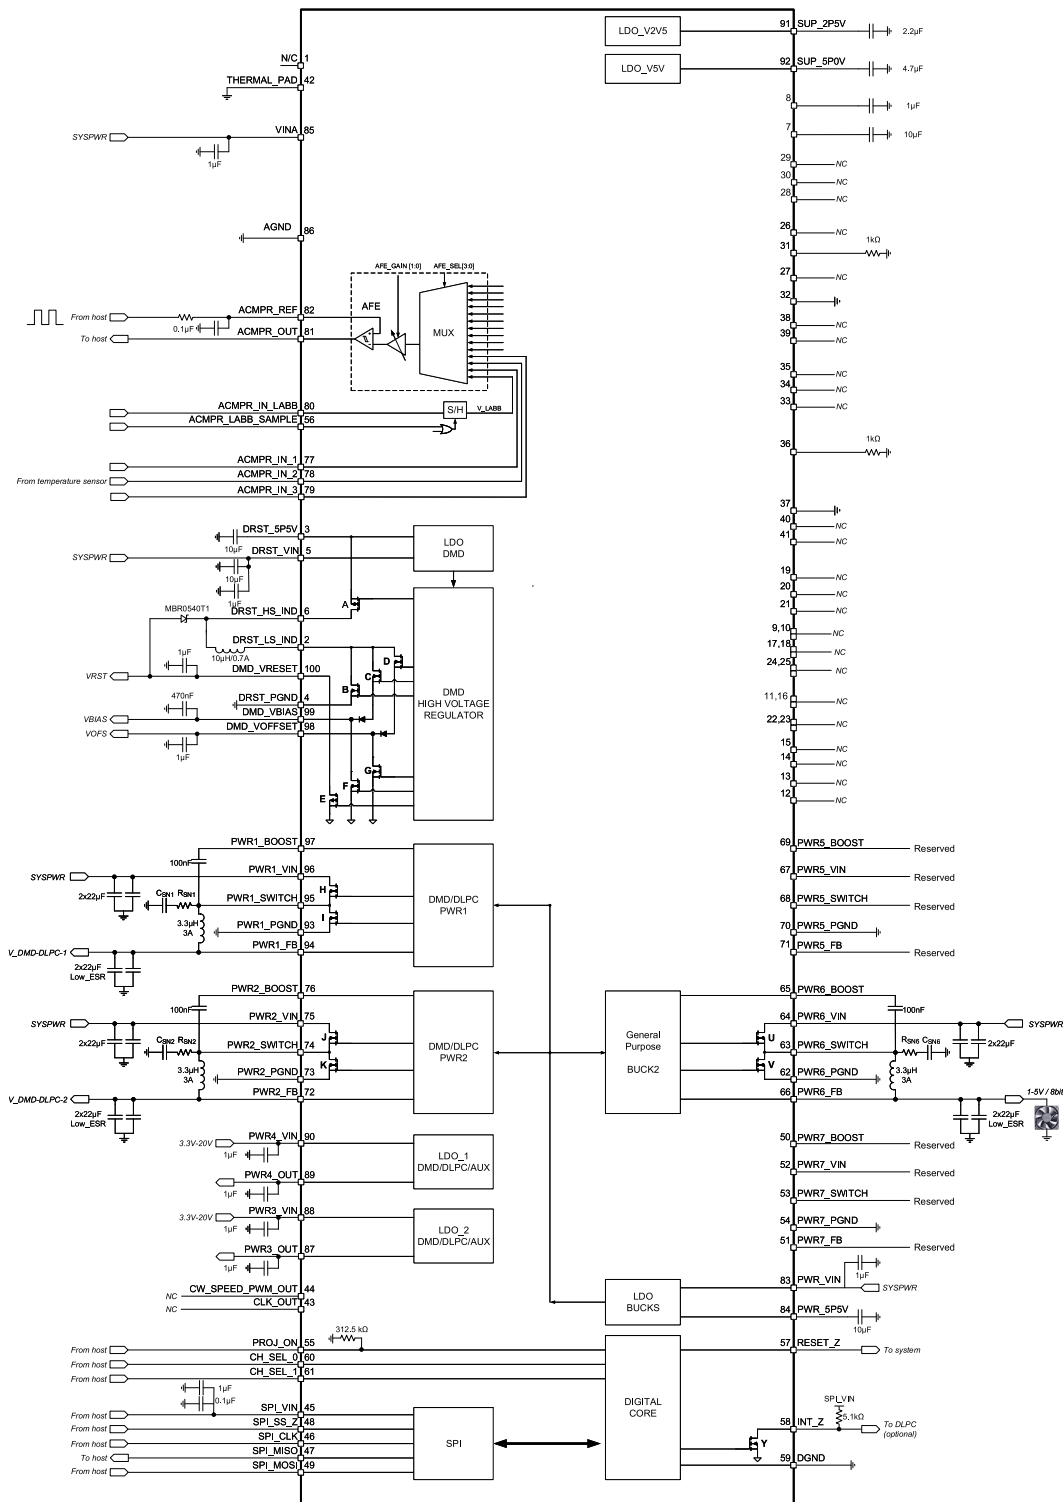 91 SUP_2P5V
LDO_V2V5
2.2µF
92 SUP_5P0V
LDO_V5V
4.7µF
N/C 1
THERMAL_PAD 42
8
1µF
SYSPWR
VINA 85
1µF
7
10µF
29 NC
30 NC
28 NC
AGND 86
26 NC
31
1kΩ
AFE_GAIN [1:0]
AFE_SEL[3:0]
27 NC
AFE
MUX
32
From host
ACMPR_REF 82
0.1µF
To host
ACMPR_OUT 81
38 NC
39 NC
35 NC
34 NC
33 NC
ACMPR_IN_LABB 80
S/H
V_LABB
ACMPR_LABB_SAMPLE 56
36
1kΩ
ACMPR_IN_1 77
From temperature sensor
ACMPR_IN_2 78
ACMPR_IN_3 79
37
40 NC
41 NC
DRST_5P5V 3
10µF
LDO
DMD
SYSPWR
DRST_VIN 5
10µF
1µF
19 NC
20 NC
21 NC
MBR0540T1
DRST_HS_IND 6
A
9,10 NC
17,18 NC
24,25 NC
DRST_LS_IND 2
10µH/0.7A
1µF
D
C
B
VRST
DMD_VRESET 100
DMD
HIGH VOLTAGE
REGULATOR
470nF
DRST_PGND 4
11,16 NC
VBIAS
DMD_VBIAS 99
VOFS
DMD_VOFFSET 98
1µF
22,23 NC
15 NC
14 NC
13 NC
12 NC
G
F
E
PWR1_BOOST 97
100nF
SYSPWR
PWR1_VIN 96
2x22µF
CSN1
RSN1
PWR1_SWITCH 95
H
I
DMD/DLPC
PWR1
3.3µH
3A
PWR1_PGND 93
V_DMD-DLPC-1
PWR1_FB 94
2x22µF
Low_ESR
69 PWR5_BOOST
Reserved
67 PWR5_VIN
Reserved
68 PWR5_SWITCH
Reserved
70 PWR5_PGND
71 PWR5_FB
Reserved
PWR2_BOOST 76
100nF
SYSPWR
PWR2_VIN 75
2x22µF
CSN2
RSN2
PWR2_SWITCH 74
J
K
DMD/DLPC
PWR2
3.3µH
3A
PWR2_PGND 73
V_DMD-DLPC-2
PWR2_FB 72
2x22µF
Low_ESR
General
Purpose
BUCK2
U
V
65 PWR6_BOOST
100nF
64 PWR6_VIN
SYSPWR
63 PWR6_SWITCH
RSN6
CSN6
2x22µF
62 PWR6_PGND
3.3µH
3A
66 PWR6_FB
1-5V / 8bit
2x22µF
Low_ESR
3.3V-20V
PWR4_VIN 90
1µF
LDO_1
DMD/DLPC/AUX
PWR4_OUT 89
1µF
3.3V-20V
PWR3_VIN 88
1µF
LDO_2
DMD/DLPC/AUX
PWR3_OUT 87
1µF
50 PWR7_BOOST
Reserved
52 PWR7_VIN
Reserved
53 PWR7_SWITCH
Reserved
54 PWR7_PGND
51 PWR7_FB
Reserved
NC
CW_SPEED_PWM_OUT 44
NC
CLK_OUT 43
LDO
BUCKS
83 PWR_VIN
1µF
SYSPWR
84 PWR_5P5V
10µF
312.5 kΩ
From host
PROJ_ON 55
From host
CH_SEL_0 60
From host
CH_SEL_1 61
57 RESET_Z
To system
DIGITAL
CORE
1µF
0.1µF
From host
SPI_VIN 45
From host
SPI_SS_Z 48
From host
SPI_CLK 46
To host
SPI_MISO 47
From host
SPI_MOSI 49
SPI
SPI_VIN
5.1kΩ
58 INT_Z
Y
To DLPC
(optional)
59 DGND